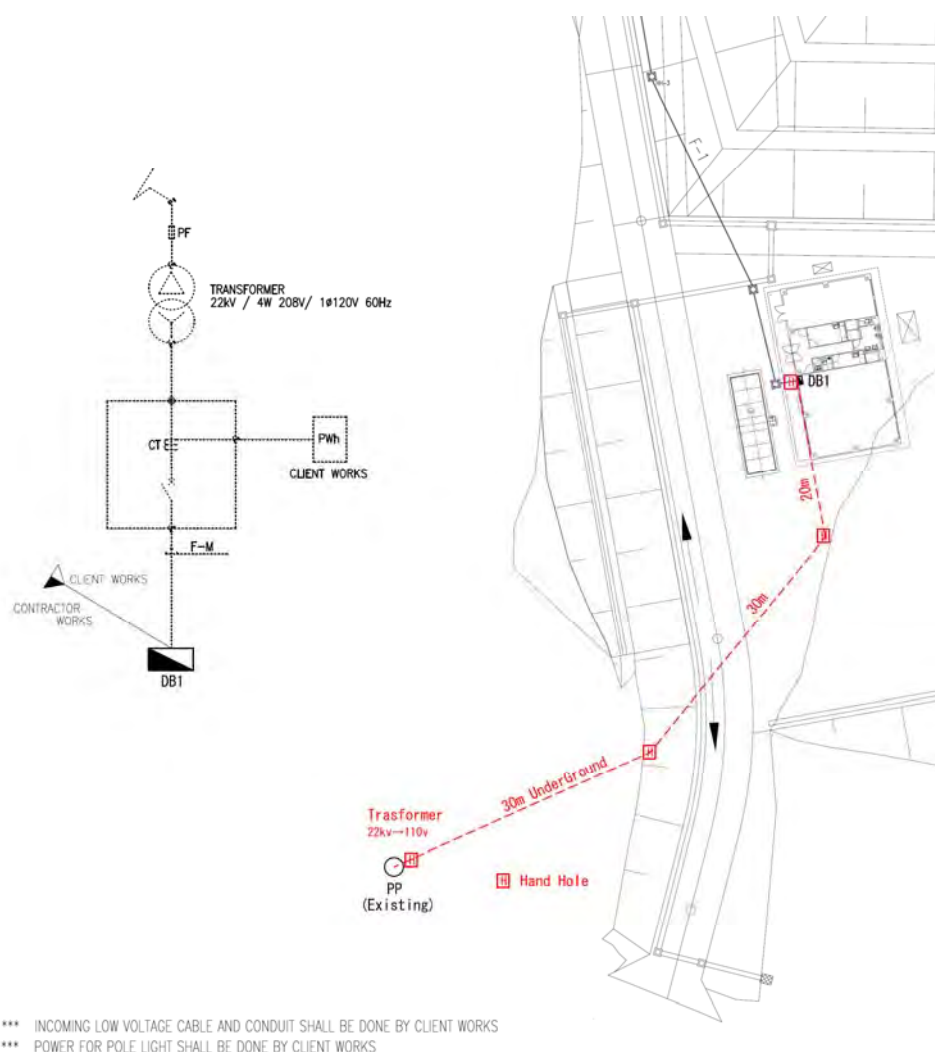 PF
TRANSFORMER
22kV / 4W 208V/ 1ø120V 60Hz
CT
PWh
CLIENT WORKS
F-M
CLIENT WORKS
CONTRACTOR
WORKS
DB1
HH-3
F-1
DB1
20m
30m
30m UnderGround
Trasformer
22kv→110v
PP
(Existing)
H Hand Hole
*** INCOMING LOW VOLTAGE CABLE AND CONDUIT SHALL BE DONE BY CLIENT WORKS
*** POWER FOR POLE LIGHT SHALL BE DONE BY CLIENT WORKS